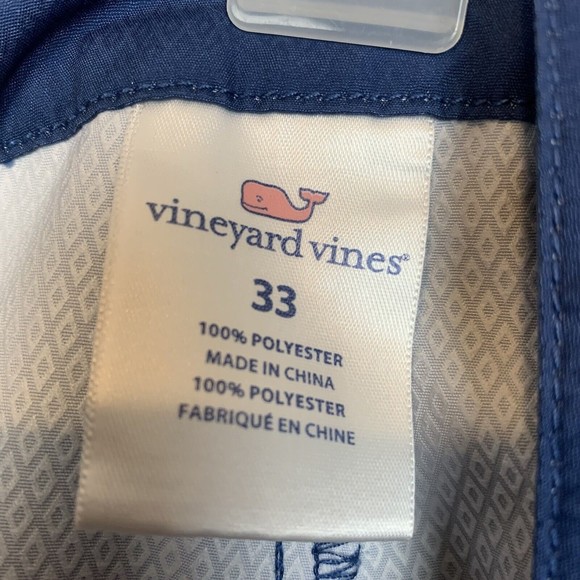 vineyard vines®
33
100% POLYESTER
MADE IN CHINA
100% POLYESTER
FABRIQUÉ EN CHINE